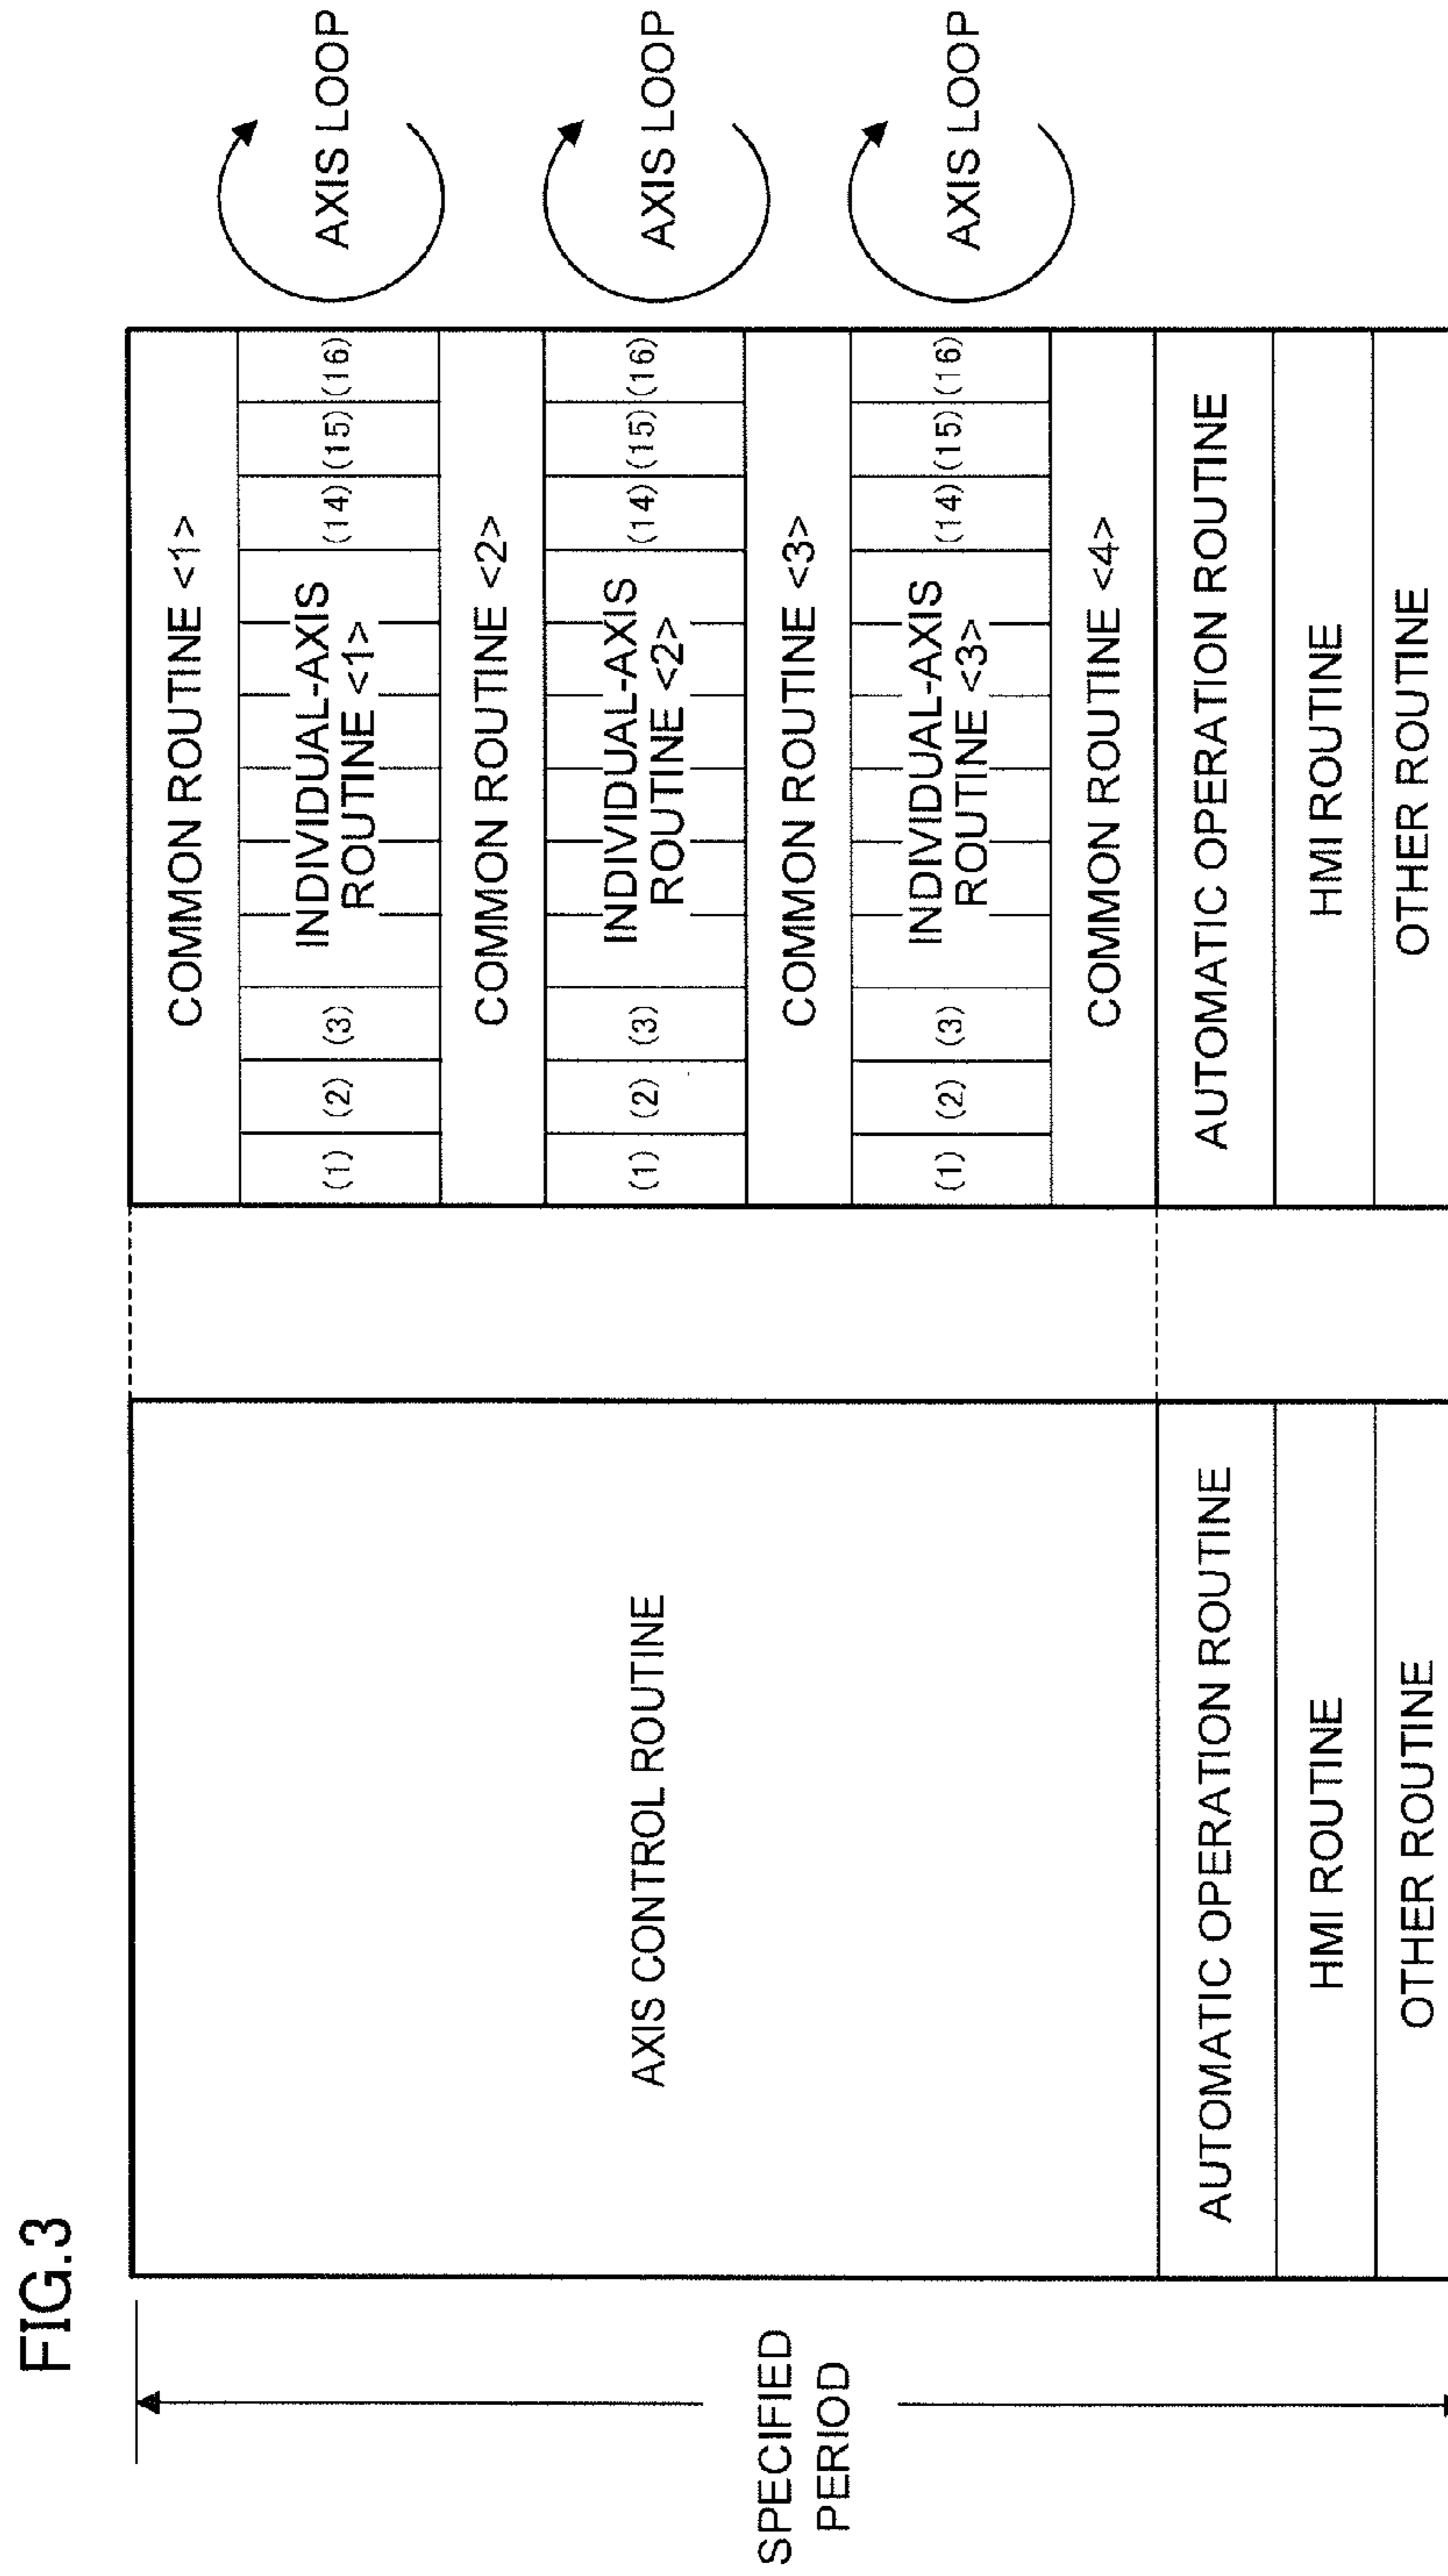 FIG.3
SPECIFIED
PERIOD
AXIS CONTROL ROUTINE
AUTOMATIC OPERATION ROUTINE
HMI ROUTINE
OTHER ROUTINE
COMMON ROUTINE <1>
(1) (2) (3) INDIVIDUAL-AXIS (14) (15) (16)
ROUTINE <1>
AXIS LOOP
COMMON ROUTINE <2>
(1) (2) (3) INDIVIDUAL-AXIS (14) (15) (16)
ROUTINE <2>
AXIS LOOP
COMMON ROUTINE <3>
(1) (2) (3) INDIVIDUAL-AXIS (14) (15) (16)
ROUTINE <3>
AXIS LOOP
COMMON ROUTINE <4>
AUTOMATIC OPERATION ROUTINE
HMI ROUTINE
OTHER ROUTINE